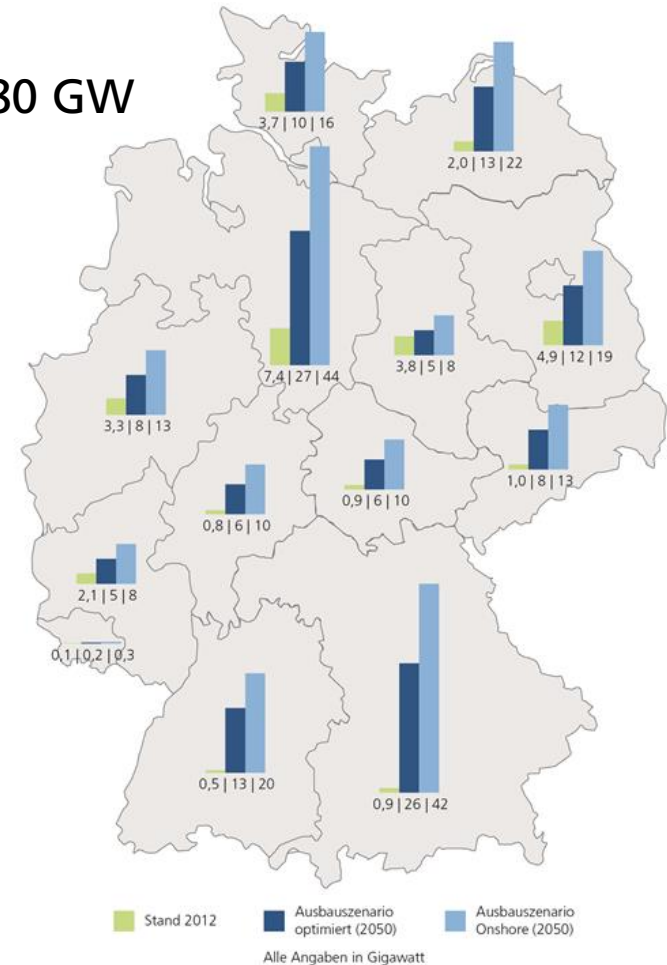 80 GW
3,7 | 10 | 16
2,0 | 13 | 22
7,4 | 27 | 44
3,8 | 5 | 8
4,9 | 12 | 19
3,3 | 8 | 13
0,8 | 6 | 10
0,9 | 6 | 10
1,0 | 8 | 13
2,1 | 5 | 8
0,1 | 0,2 | 0,3
0,5 | 13 | 20
0,9 | 26 | 42
Stand 2012
Ausbauszenario
optimiert (2050)
Ausbauszenario
Onshore (2050)
Alle Angaben in Gigawatt